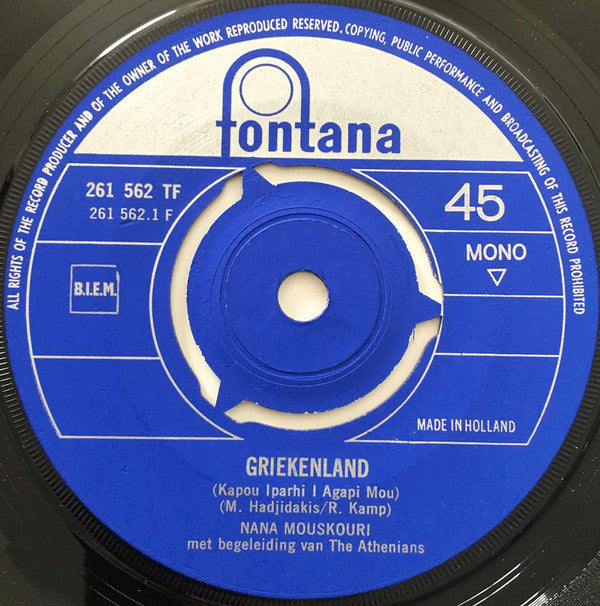 ALL RIGHTS OF THE RECORD PRODUCER AND OF THE OWNER OF THE WORK REPRODUCED RESERVED. COPYING, PUBLIC PERFORMANCE AND BROADCASTING OF THIS RECORD PROHIBITED
fontana
261 562 TF
261 562.1 F
45
MONO
B.I.E.M.
MADE IN HOLLAND
GRIEKENLAND
(Kapou Iparhi I Agapi Mou)
(M. Hadjidakis/R. Kamp)
NANA MOUSKOURI
met begeleiding van The Athenians